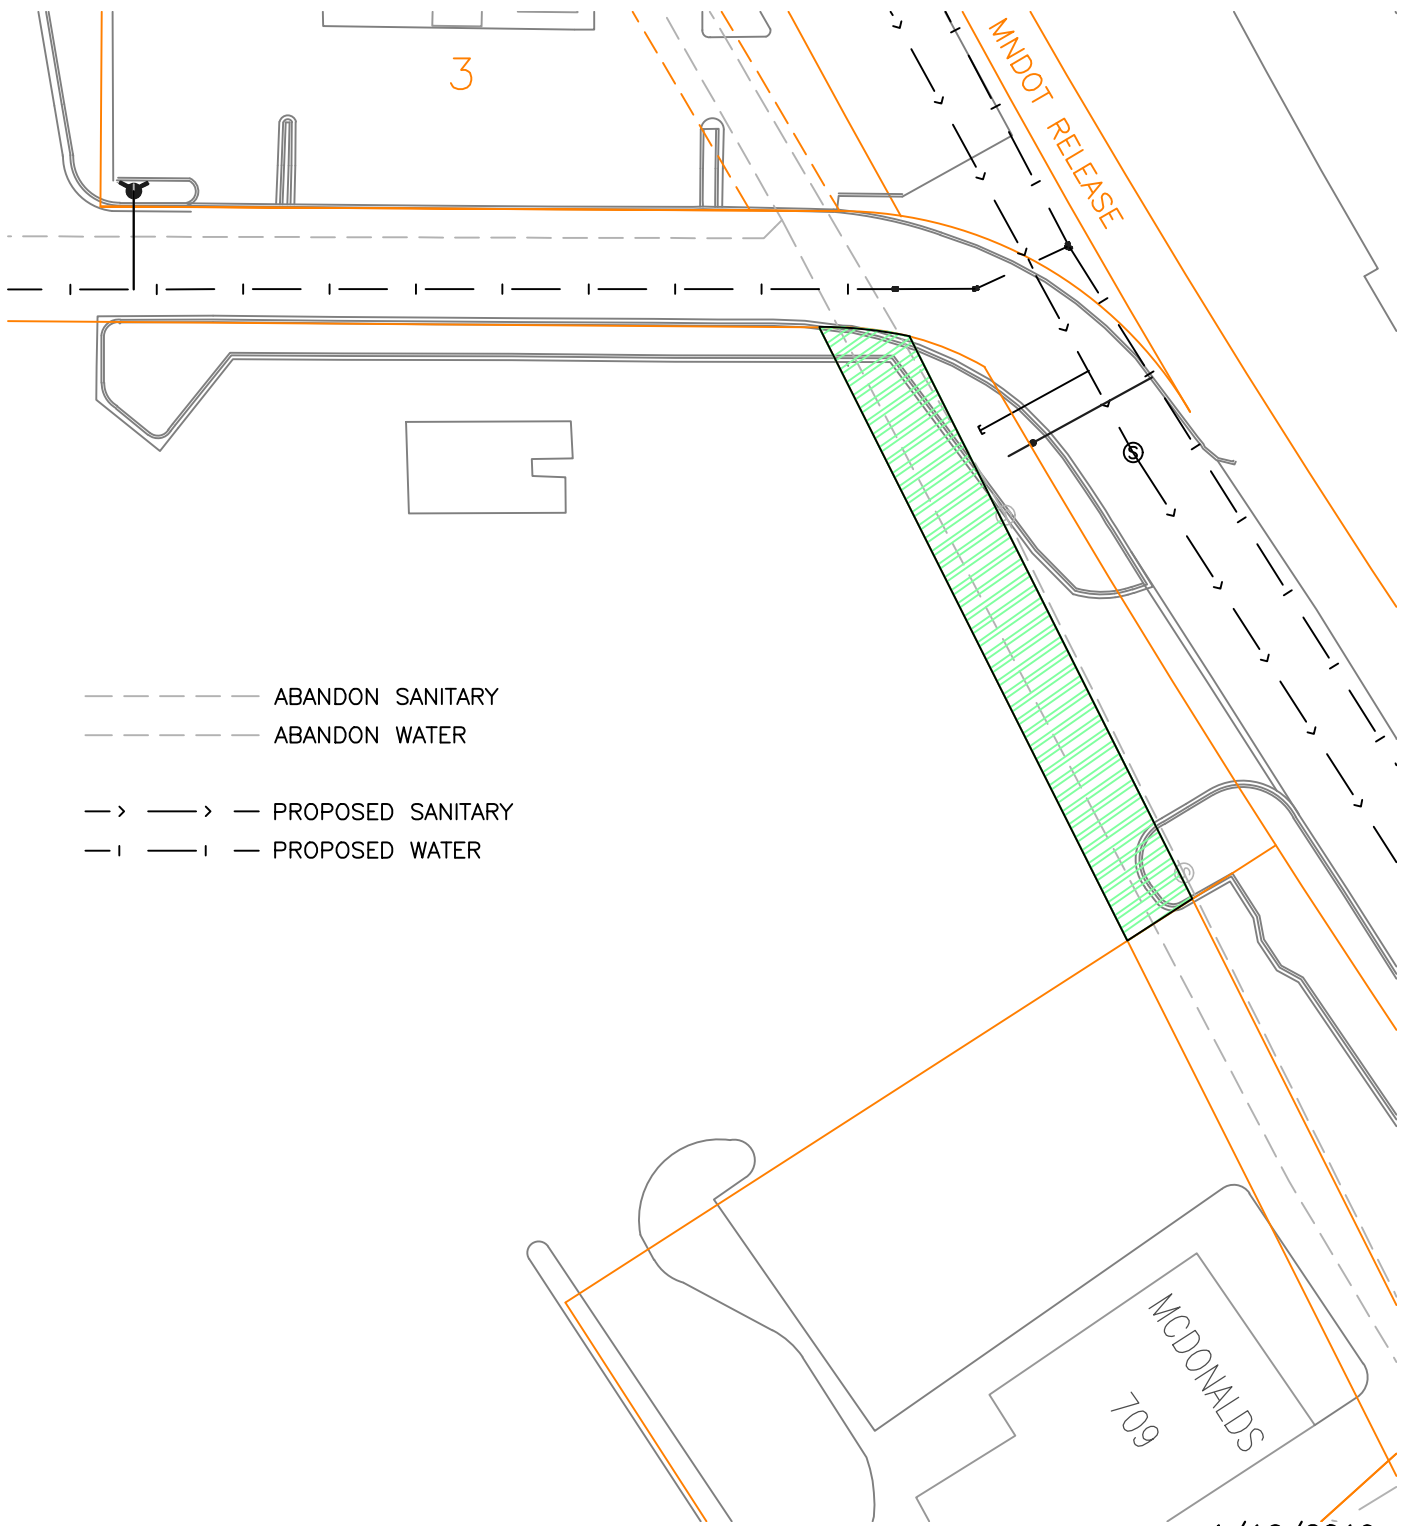 3
MNDOT RELEASE
S
ABANDON SANITARY
ABANDON WATER
PROPOSED SANITARY
PROPOSED WATER
MCDONALDS
709